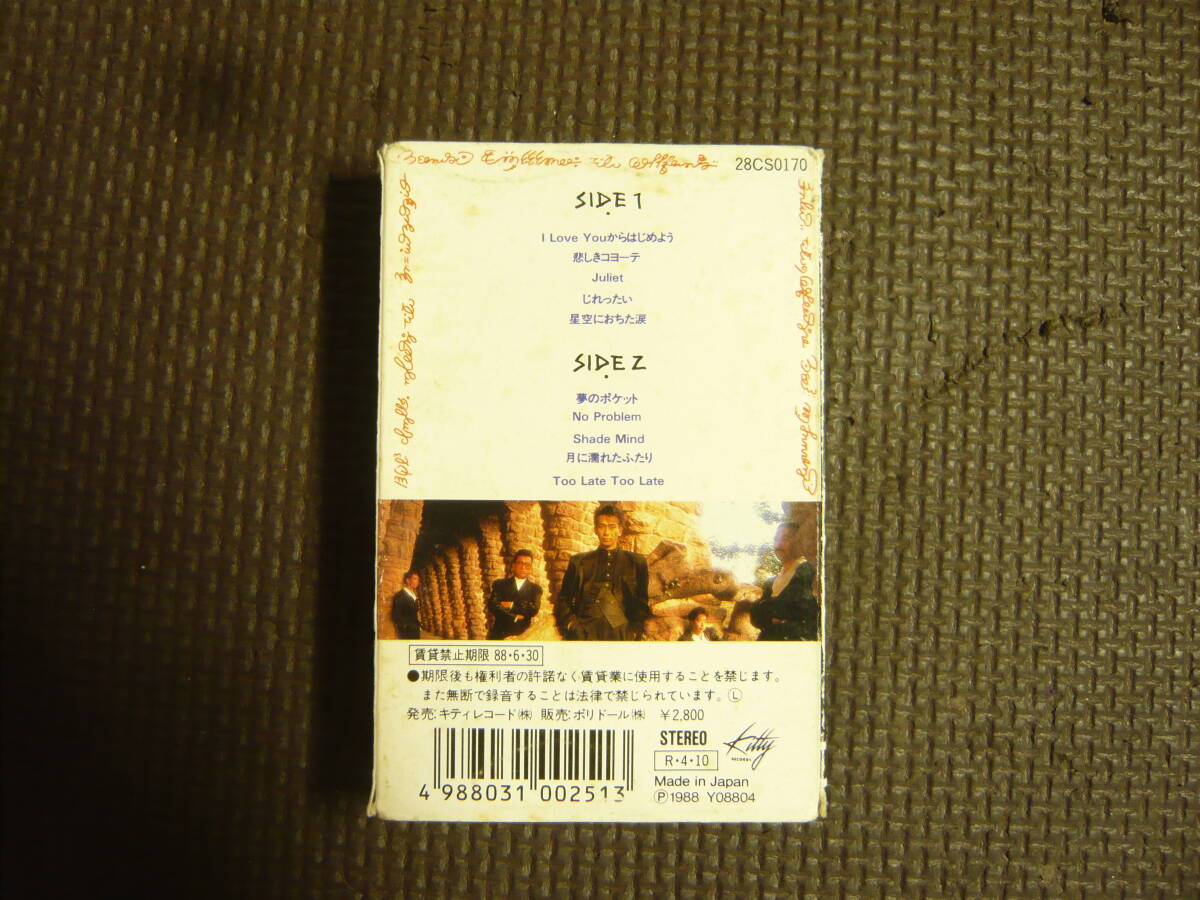 28CS0170
SIDE 1
I Love Youからはじめよう
悲しきコヨーテ
Juliet
じれったい
星空におちた涙
SIDE 2
夢のポケット
No Problem
Shade Mind
月に濡れたふたり
Too Late Too Late
賃貸禁止期限 88・6・30
●期限後も権利者の許諾なく賃貸業に使用することを禁じます。
また無断で録音することは法律で禁じられています。Ⓛ
発売:キティレコード㈱ 販売:ポリドール㈱ ¥2,800
STEREO
Kitty
RECORDS
R・4・10
Made in Japan
Ⓟ1988 Y08804
4 988031 002513